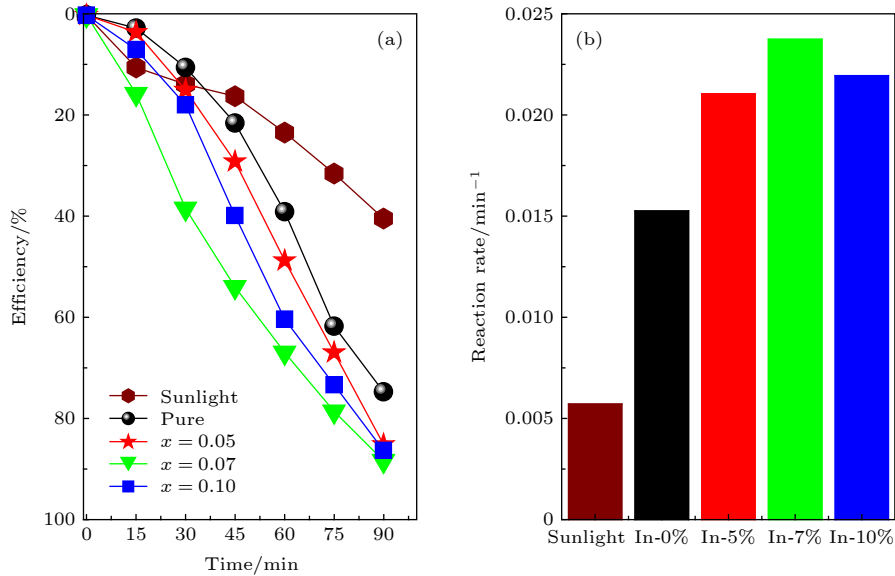 (a)
0
20
40
60
80
100
Efficiency/%
Sunlight
Pure
x = 0.05
x = 0.07
x = 0.10
0 15 30 45 60 75 90
Time/min
(b)
0.025
0.020
0.015
0.010
0.005
0
Reaction rate/min⁻¹
Sunlight In-0% In-5% In-7% In-10%